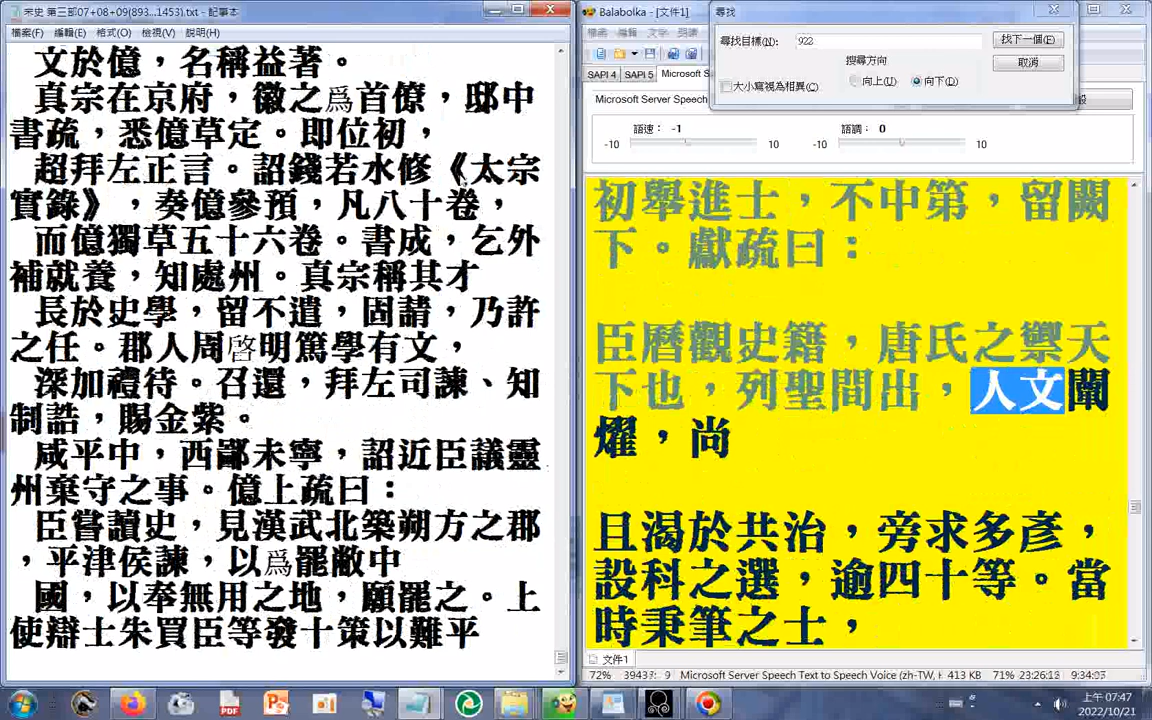 宋史 第三部07+08+09(893...1453).txt - 記事本
檔案(F) 編輯(E) 格式(O) 檢視(V) 說明(H)
文於億，名稱益著。
真宗在京府，徽之爲首僚，邸中
書疏，悉億草定。即位初，
超拜左正言。詔錢若水修《太宗
實錄》，奏億參預，凡八十卷，
而億獨草五十六卷。書成，乞外
補就養，知處州。真宗稱其才
長於史學，留不遣，固請，乃許
之任。郡人周啓明篤學有文，
深加禮待。召還，拜左司諫、知
制誥，賜金紫。
咸平中，西鄙未寧，詔近臣議靈
州棄守之事。億上疏曰：
臣嘗讀史，見漢武北築朔方之郡
，平津侯諫，以爲罷敝中
國，以奉無用之地，願罷之。上
使辯士朱買臣等發十策以難平
Balabolka - [文件1]
檔案 編輯 檢視 文字 朗讀
SAPI 4 SAPI 5 Microsoft S
Microsoft Server Speech
語速： -1
語調： 0
-10 10 -10 10
尋找
尋找目標(N): 922
找下一個(F)
搜尋方向
取消
向上(U) 向下(D)
大小寫視為相異(C)
初舉進士，不中第，留闕
下。獻疏曰：
臣曆觀史籍，唐氏之禦天
下也，列聖間出，人文闡
燿，尚
且渴於共治，旁求多彥，
設科之選，逾四十等。當
時秉筆之士，
文件1
72% Microsoft Server Speech Text to Speech Voice (zh-TW, 413 KB 71% 23:26:13
上午 07:47
2022/10/21